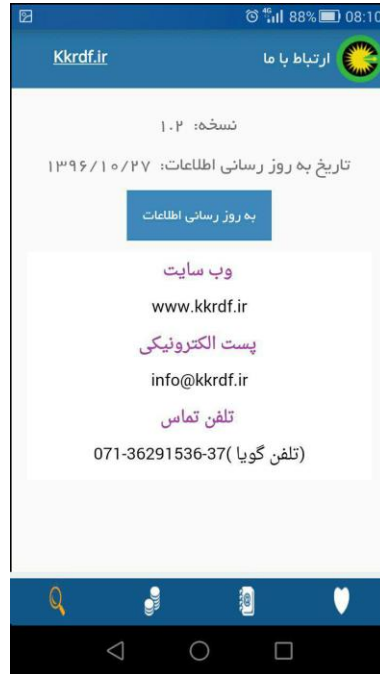 4G 88% 08:10
Kkrdf.ir ارتباط با ما
نسخه: ۱.۲
تاریخ به روز رسانی اطلاعات: ۱۳۹۶/۱۰/۲۷
به روز رسانی اطلاعات
وب سایت
www.kkrdf.ir
پست الکترونیکی
info@kkrdf.ir
تلفن تماس
071-36291536-37( تلفن گویا)